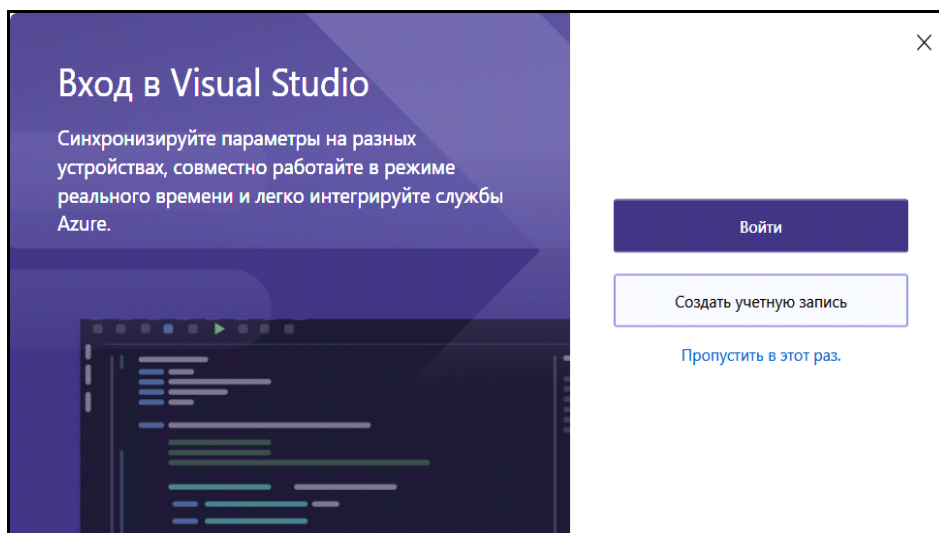 Вход в Visual Studio
Синхронизируйте параметры на разных
устройствах, совместно работайте в режиме
реального времени и легко интегрируйте службы
Azure.
Войти
Создать учетную запись
Пропустить в этот раз.